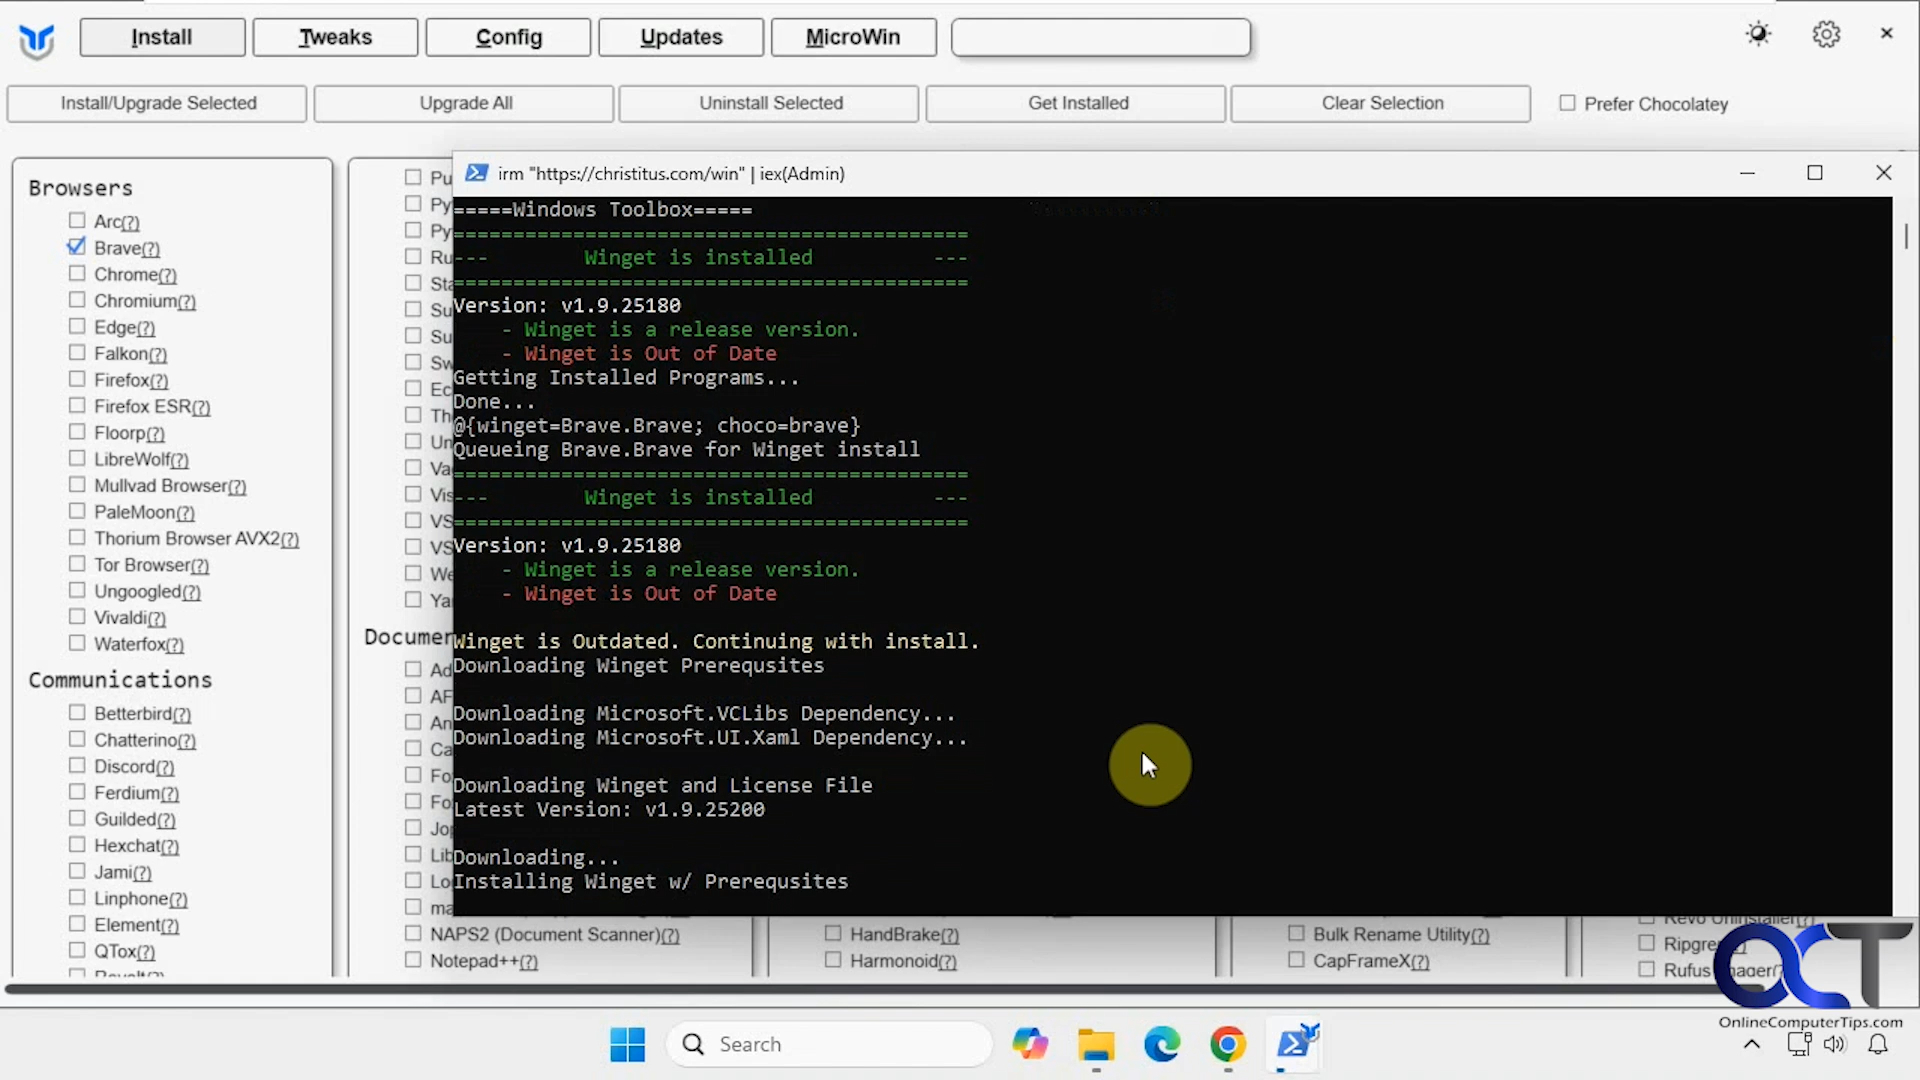 Install
Tweaks
Config
Updates
MicroWin
Install/Upgrade Selected
Upgrade All
Uninstall Selected
Get Installed
Clear Selection
Prefer Chocolatey
Browsers
Arc(?)
Brave(?)
Chrome(?)
Chromium(?)
Edge(?)
Falkon(?)
Firefox(?)
Firefox ESR(?)
Floorp(?)
LibreWolf(?)
Mullvad Browser(?)
PaleMoon(?)
Thorium Browser AVX2(?)
Tor Browser(?)
Ungoogled(?)
Vivaldi(?)
Waterfox(?)
Communications
Betterbird(?)
Chatterino(?)
Discord(?)
Ferdium(?)
Guilded(?)
Hexchat(?)
Jami(?)
Linphone(?)
Element(?)
QTox(?)
irm "https://christitus.com/win" | iex(Admin)
=====Windows Toolbox=====
===========================================
---        Winget is installed          ---
===========================================
Version: v1.9.25180
- Winget is a release version.
- Winget is Out of Date
Getting Installed Programs...
Done...
@{winget=Brave.Brave; choco=brave}
Queueing Brave.Brave for Winget install
===========================================
---        Winget is installed          ---
===========================================
Version: v1.9.25180
- Winget is a release version.
- Winget is Out of Date
Winget is Outdated. Continuing with install.
Downloading Winget Prerequsites
Downloading Microsoft.VCLibs Dependency...
Downloading Microsoft.UI.Xaml Dependency...
Downloading Winget and License File
Latest Version: v1.9.25200
Downloading...
Installing Winget w/ Prerequsites
NAPS2 (Document Scanner)(?)
Notepad++(?)
HandBrake(?)
Harmonoid(?)
Bulk Rename Utility(?)
CapFrameX(?)
Revo Uninstaller(?)
OCT
OnlineComputerTips.com
Search